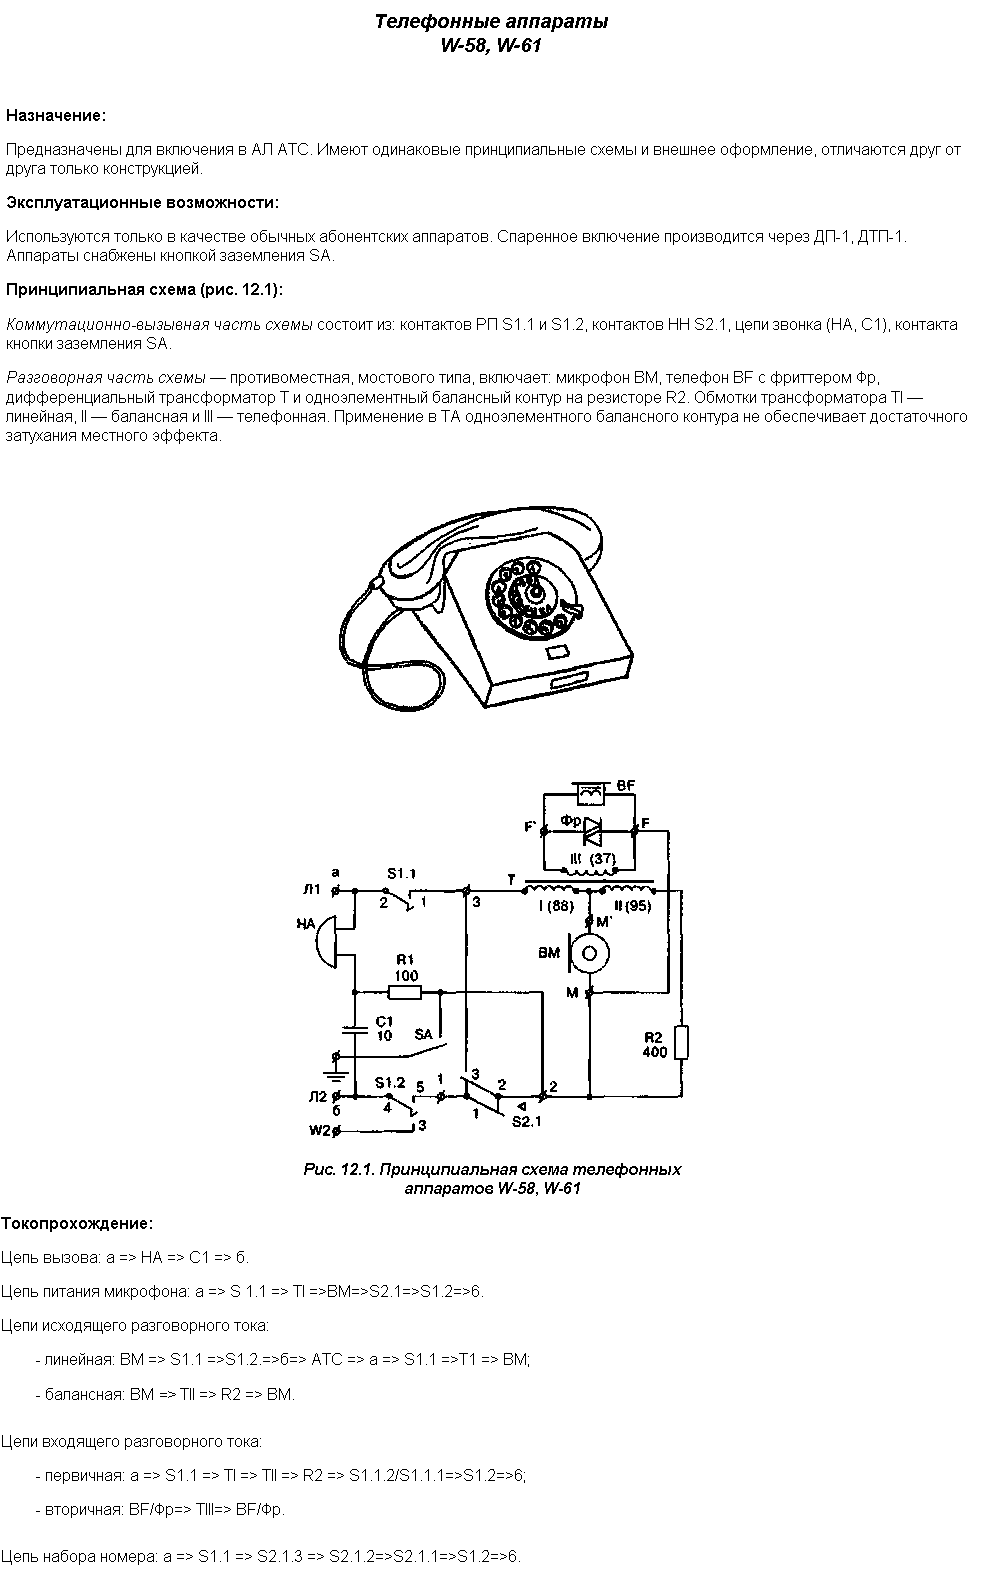 Телефонные аппараты
W-58, W-61
Назначение:
Предназначены для включения в АЛ АТС. Имеют одинаковые принципиальные схемы и внешнее оформление, отличаются друг от
друга только конструкцией.
Эксплуатационные возможности:
Используются только в качестве обычных абонентских аппаратов. Спаренное включение производится через ДП-1, ДТП-1.
Аппараты снабжены кнопкой заземления SA.
Принципиальная схема (рис. 12.1):
Коммутационно-вызывная часть схемы состоит из: контактов РП S1.1 и S1.2, контактов НН S2.1, цепи звонка (НА, С1), контакта
кнопки заземления SA.
Разговорная часть схемы — противоместная, мостового типа, включает: микрофон ВМ, телефон BF с фриттером Фр,
дифференциальный трансформатор Т и одноэлементный балансный контур на резисторе R2. Обмотки трансформатора TI —
линейная, II — балансная и III — телефонная. Применение в ТА одноэлементного балансного контура не обеспечивает достаточного
затухания местного эффекта.
BF
F` Фр F
III (37)
a S1.1 T
Л1 2 1 3 I (88) II (95)
HA M`
BM
R1
100
M
C1
10 SA R2
400
S1.2 5 1 3 2 2
Л2 б 4 1 S2.1
W2 3
Рис. 12.1. Принципиальная схема телефонных
аппаратов W-58, W-61
Токопрохождение:
Цепь вызова: а => НА => С1 => б.
Цепь питания микрофона: а => S 1.1 => TI =>BM=>S2.1=>S1.2=>6.
Цепи исходящего разговорного тока:
- линейная: ВМ => S1.1 =>S1.2.=>б=> АТС => а => S1.1 =>T1 => BM;
- балансная: ВМ => TII => R2 => ВМ.
Цепи входящего разговорного тока:
- первичная: а => S1.1 => TI => TII => R2 => S1.1.2/S1.1.1=>S1.2=>6;
- вторичная: BF/Фр=> TIII=> BF/Фр.
Цепь набора номера: а => S1.1 => S2.1.3 => S2.1.2=>S2.1.1=>S1.2=>6.